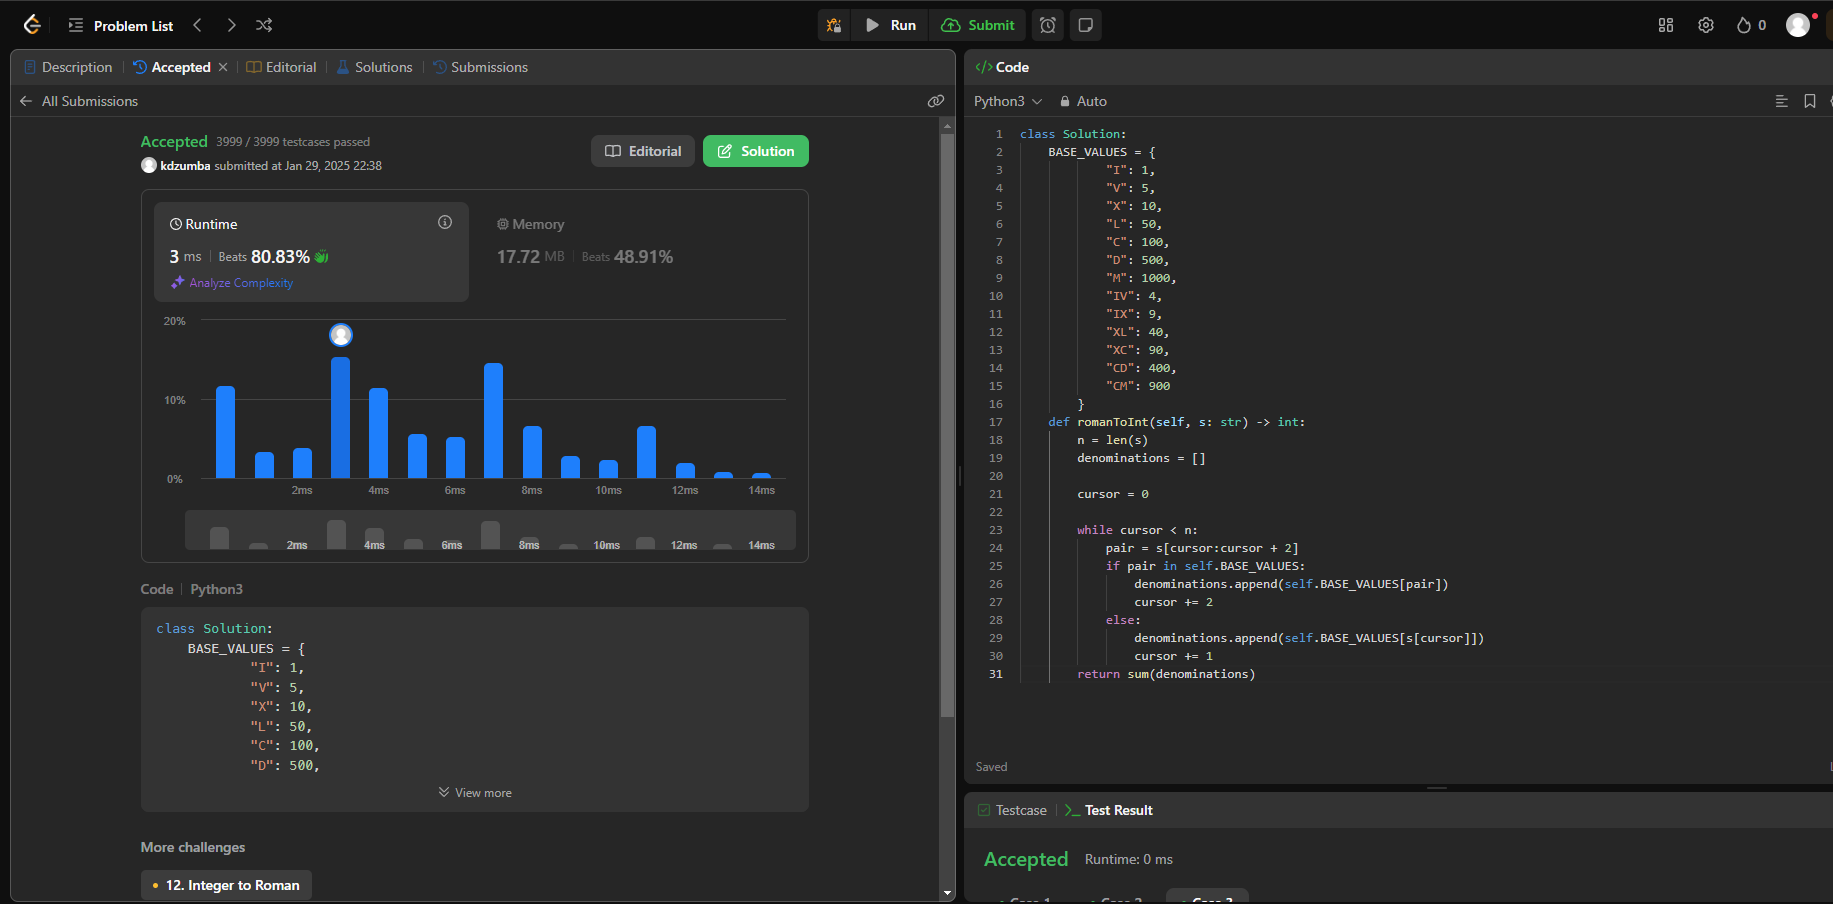 Problem List
Run
Submit
0
Description
Accepted
Editorial
Solutions
Submissions
All Submissions
Accepted 3999 / 3999 testcases passed
kdzumba submitted at Jan 29, 2025 22:38
Editorial
Solution
Runtime
3 ms Beats 80.83%
Analyze Complexity
Memory
17.72 MB Beats 48.91%
20%
10%
0%
2ms 4ms 6ms 8ms 10ms 12ms 14ms
2ms 4ms 6ms 8ms 10ms 12ms 14ms
Code Python3
class Solution:
BASE_VALUES = {
"I": 1,
"V": 5,
"X": 10,
"L": 50,
"C": 100,
"D": 500,
View more
More challenges
12. Integer to Roman
</> Code
Python3 Auto
1 class Solution:
2 BASE_VALUES = {
3 "I": 1,
4 "V": 5,
5 "X": 10,
6 "L": 50,
7 "C": 100,
8 "D": 500,
9 "M": 1000,
10 "IV": 4,
11 "IX": 9,
12 "XL": 40,
13 "XC": 90,
14 "CD": 400,
15 "CM": 900
16 }
17 def romanToInt(self, s: str) -> int:
18 n = len(s)
19 denominations = []
20
21 cursor = 0
22
23 while cursor < n:
24 pair = s[cursor:cursor + 2]
25 if pair in self.BASE_VALUES:
26 denominations.append(self.BASE_VALUES[pair])
27 cursor += 2
28 else:
29 denominations.append(self.BASE_VALUES[s[cursor]])
30 cursor += 1
31 return sum(denominations)
Saved
Testcase
Test Result
Accepted Runtime: 0 ms
Case 1 Case 2 Case 3